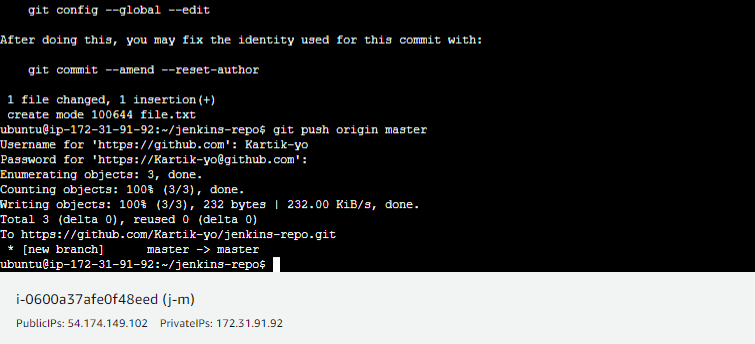 git config --global --edit
After doing this, you may fix the identity used for this commit with:
git commit --amend --reset-author
1 file changed, 1 insertion(+)
create mode 100644 file.txt
ubuntu@ip-172-31-91-92:~/jenkins-repo$ git push origin master
Username for 'https://github.com': Kartik-yo
Password for 'https://Kartik-yo@github.com':
Enumerating objects: 3, done.
Counting objects: 100% (3/3), done.
Writing objects: 100% (3/3), 232 bytes | 232.00 KiB/s, done.
Total 3 (delta 0), reused 0 (delta 0)
To https://github.com/Kartik-yo/jenkins-repo.git
* [new branch]      master -> master
ubuntu@ip-172-31-91-92:~/jenkins-repo$
i-0600a37afe0f48eed (j-m)
PublicIPs: 54.174.149.102 PrivateIPs: 172.31.91.92